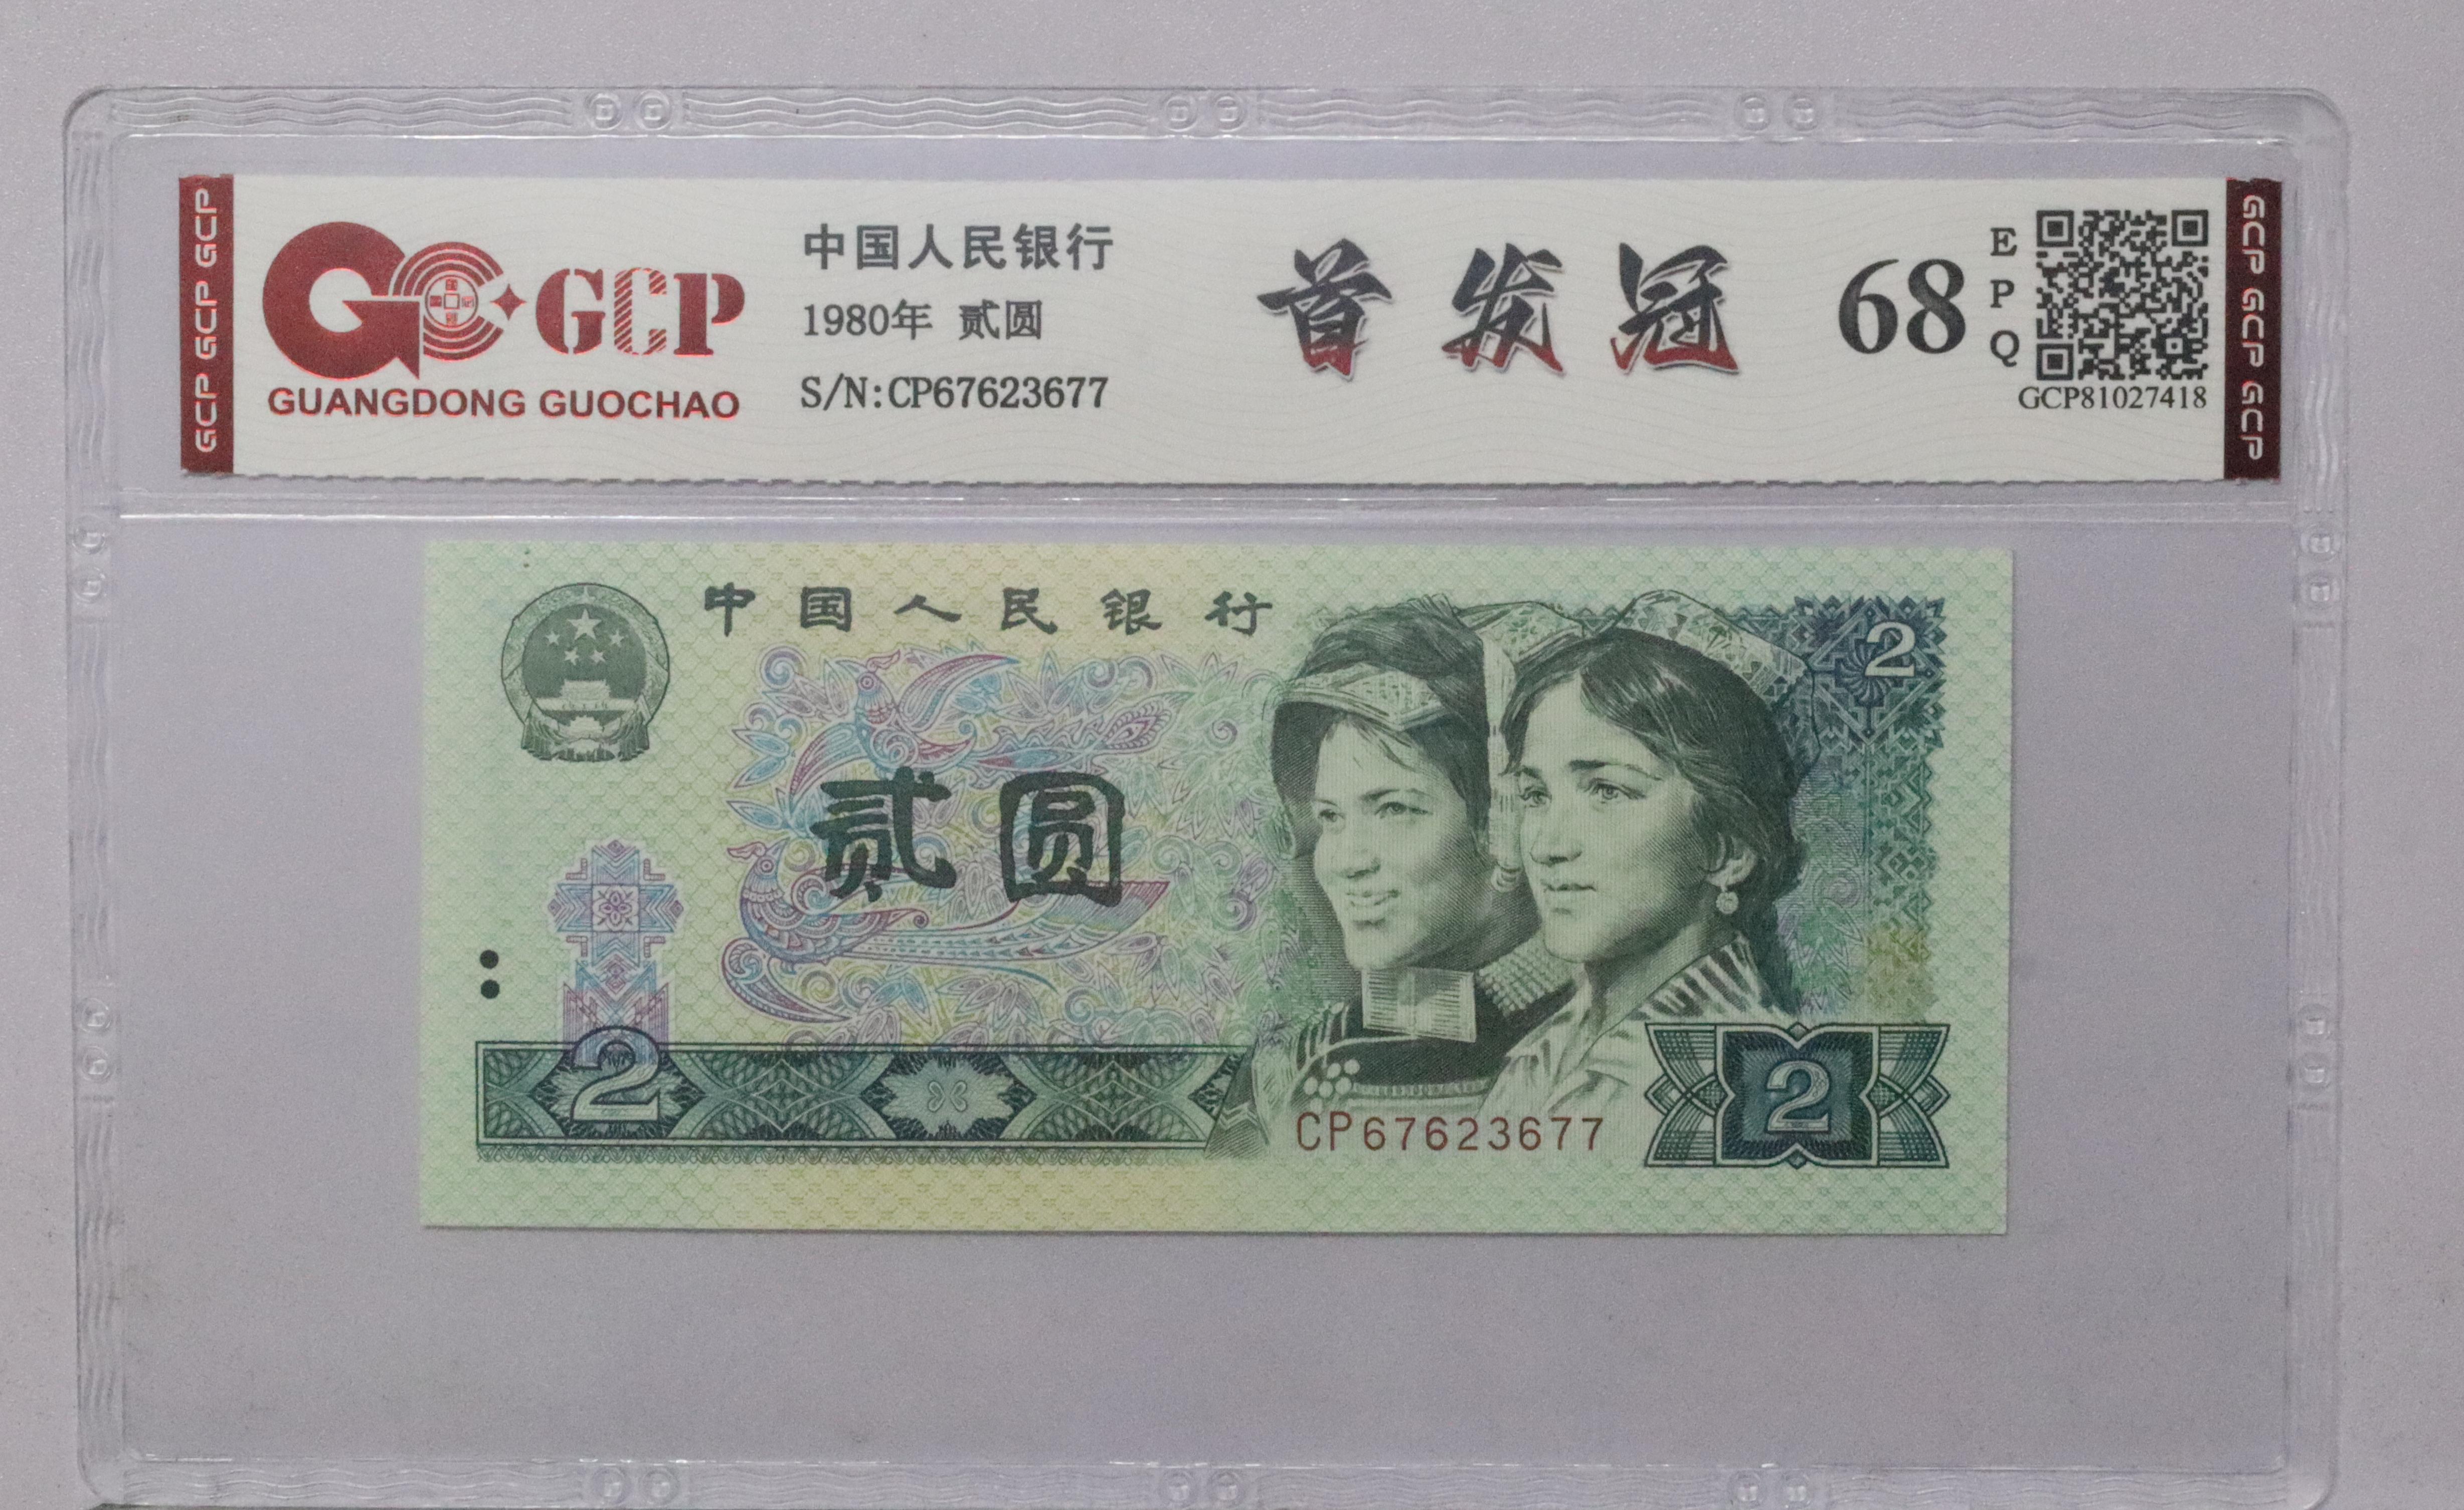 GCP GCP GCP
GCP
GUANGDONG GUOCHAO
中国人民银行
1980年 贰圆
S/N:CP67623677
首发冠
68
EPQ
GCP81027418
GCP GCP GCP
中国人民银行
2
贰圆
2
CP67623677
2